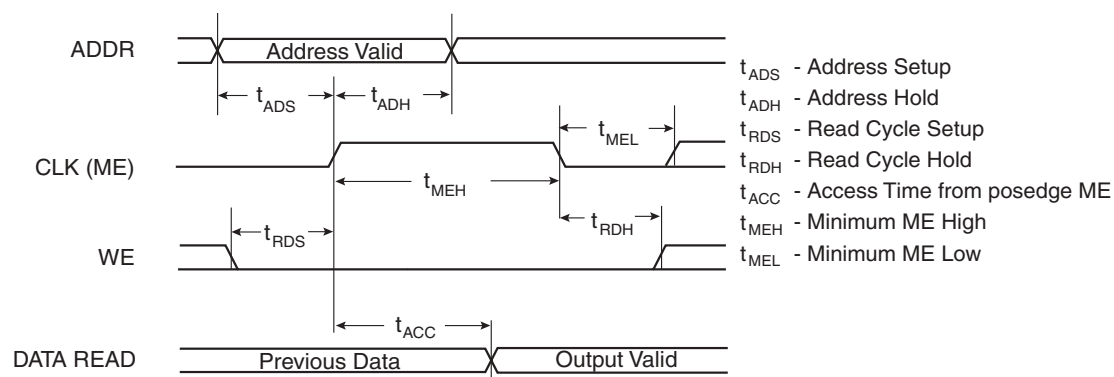 ADDR
Address Valid
tADS
tADH
CLK (ME)
tMEL
tMEH
WE
tRDS
tRDH
DATA READ
tACC
Previous Data
Output Valid
tADS - Address Setup
tADH - Address Hold
tRDS - Read Cycle Setup
tRDH - Read Cycle Hold
tACC - Access Time from posedge ME
tMEH - Minimum ME High
tMEL - Minimum ME Low